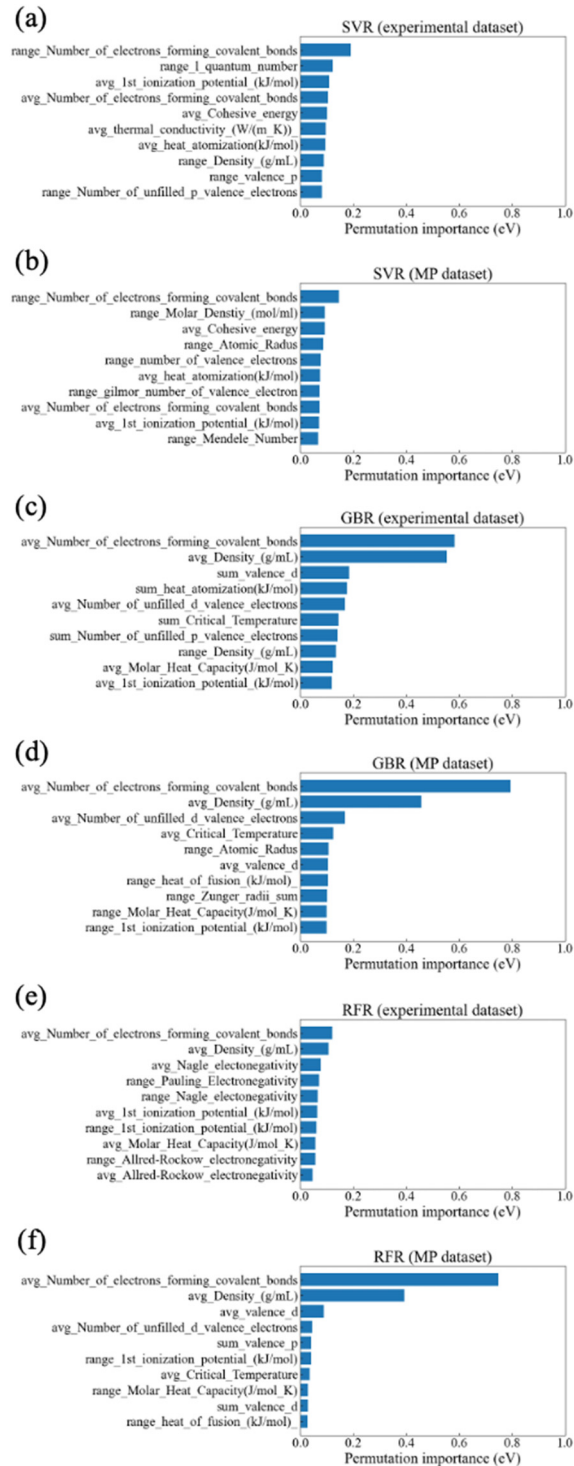 (a)
SVR (experimental dataset)
range_Number_of_electrons_forming_covalent_bonds
range_l_quantum_number
avg_1st_ionization_potential_(kJ/mol)
avg_Number_of_electrons_forming_covalent_bonds
avg_Cohesive_energy
avg_thermal_conductivity_(W/(m_K))_
avg_heat_atomization(kJ/mol)
range_Density_(g/mL)
range_valence_p
range_Number_of_unfilled_p_valence_electrons
0.0 0.2 0.4 0.6 0.8 1.0
Permutation importance (eV)
(b)
SVR (MP dataset)
range_Number_of_electrons_forming_covalent_bonds
range_Molar_Denstiy_(mol/ml)
avg_Cohesive_energy
range_Atomic_Radus
range_number_of_valence_electrons
avg_heat_atomization(kJ/mol)
range_gilmor_number_of_valence_electron
avg_Number_of_electrons_forming_covalent_bonds
avg_1st_ionization_potential_(kJ/mol)
range_Mendele_Number
0.0 0.2 0.4 0.6 0.8 1.0
Permutation importance (eV)
(c)
GBR (experimental dataset)
avg_Number_of_electrons_forming_covalent_bonds
avg_Density_(g/mL)
sum_valence_d
sum_heat_atomization(kJ/mol)
avg_Number_of_unfilled_d_valence_electrons
sum_Critical_Temperature
sum_Number_of_unfilled_p_valence_electrons
range_Density_(g/mL)
avg_Molar_Heat_Capacity(J/mol_K)
avg_1st_ionization_potential_(kJ/mol)
0.0 0.2 0.4 0.6 0.8 1.0
Permutation importance (eV)
(d)
GBR (MP dataset)
avg_Number_of_electrons_forming_covalent_bonds
avg_Density_(g/mL)
avg_Number_of_unfilled_d_valence_electrons
avg_Critical_Temperature
range_Atomic_Radus
avg_valence_d
range_heat_of_fusion_(kJ/mol)_
range_Zunger_radii_sum
range_Molar_Heat_Capacity(J/mol_K)
range_1st_ionization_potential_(kJ/mol)
0.0 0.2 0.4 0.6 0.8 1.0
Permutation importance (eV)
(e)
RFR (experimental dataset)
avg_Number_of_electrons_forming_covalent_bonds
avg_Density_(g/mL)
avg_Nagle_electonegativity
range_Pauling_Electronegativity
range_Nagle_electonegativity
avg_1st_ionization_potential_(kJ/mol)
range_1st_ionization_potential_(kJ/mol)
avg_Molar_Heat_Capacity(J/mol_K)
range_Allred-Rockow_electronegativity
avg_Allred-Rockow_electronegativity
0.0 0.2 0.4 0.6 0.8 1.0
Permutation importance (eV)
(f)
RFR (MP dataset)
avg_Number_of_electrons_forming_covalent_bonds
avg_Density_(g/mL)
avg_valence_d
avg_Number_of_unfilled_d_valence_electrons
sum_valence_p
range_1st_ionization_potential_(kJ/mol)
avg_Critical_Temperature
range_Molar_Heat_Capacity(J/mol_K)
sum_valence_d
range_heat_of_fusion_(kJ/mol)_
0.0 0.2 0.4 0.6 0.8 1.0
Permutation importance (eV)